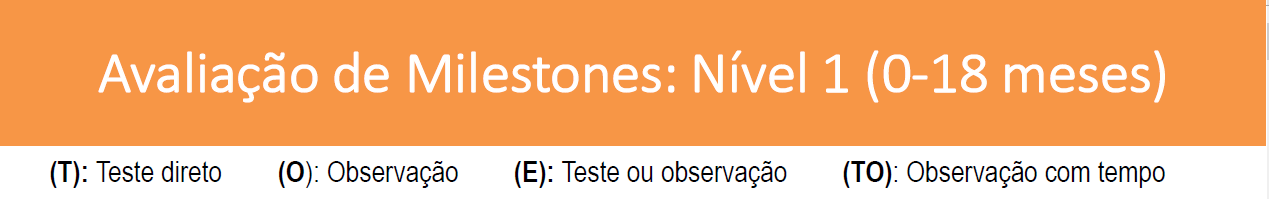 Avaliação de Milestones: Nível 1 (0-18 meses)
(T): Teste direto (O): Observação (E): Teste ou observação (TO): Observação com tempo